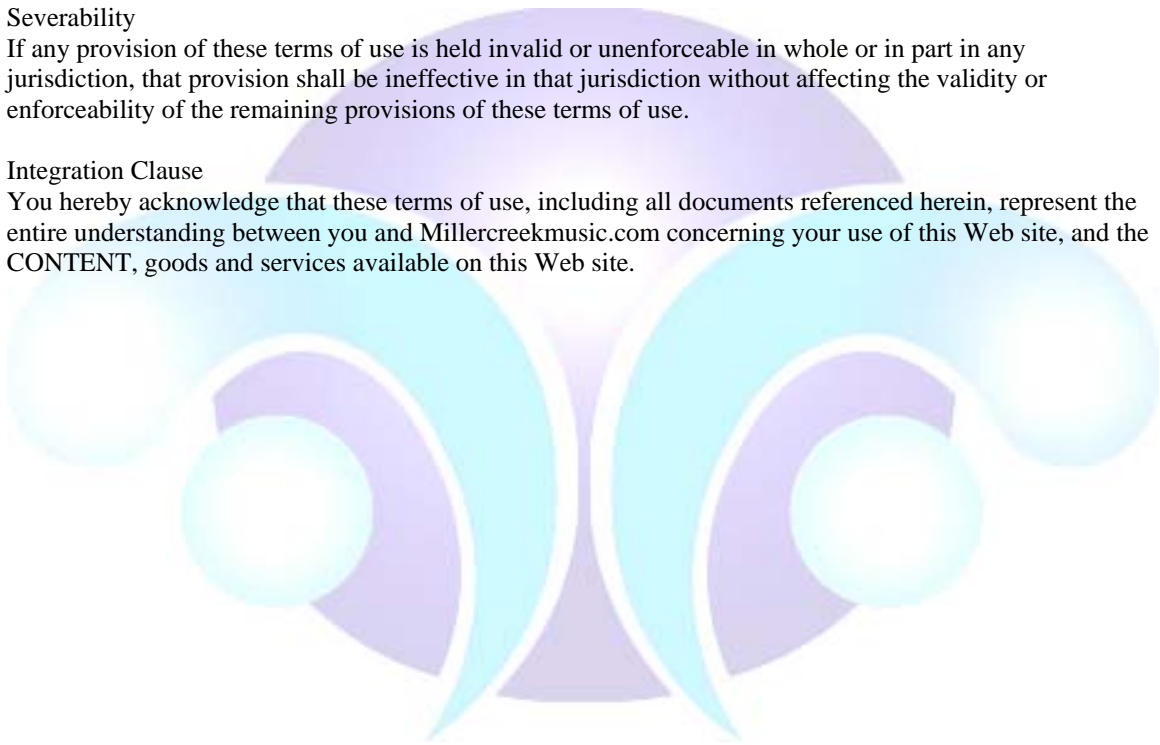 Severability
If any provision of these terms of use is held invalid or unenforceable in whole or in part in any
jurisdiction, that provision shall be ineffective in that jurisdiction without affecting the validity or
enforceability of the remaining provisions of these terms of use.
Integration Clause
You hereby acknowledge that these terms of use, including all documents referenced herein, represent the
entire understanding between you and Millercreekmusic.com concerning your use of this Web site, and the
CONTENT, goods and services available on this Web site.